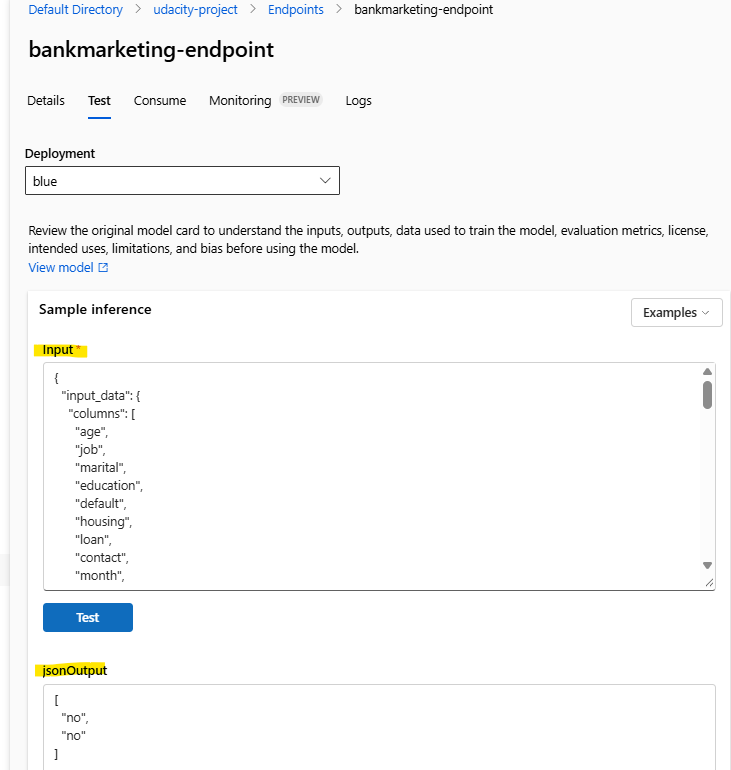 Default Directory > udacity-project > Endpoints > bankmarketing-endpoint
bankmarketing-endpoint
Details Test Consume Monitoring PREVIEW Logs
Deployment
blue
Review the original model card to understand the inputs, outputs, data used to train the model, evaluation metrics, license,
intended uses, limitations, and bias before using the model.
View model
Sample inference
Examples
Input *
{
"input_data": {
"columns": [
"age",
"job",
"marital",
"education",
"default",
"housing",
"loan",
"contact",
"month",
Test
jsonOutput
[
"no",
"no"
]